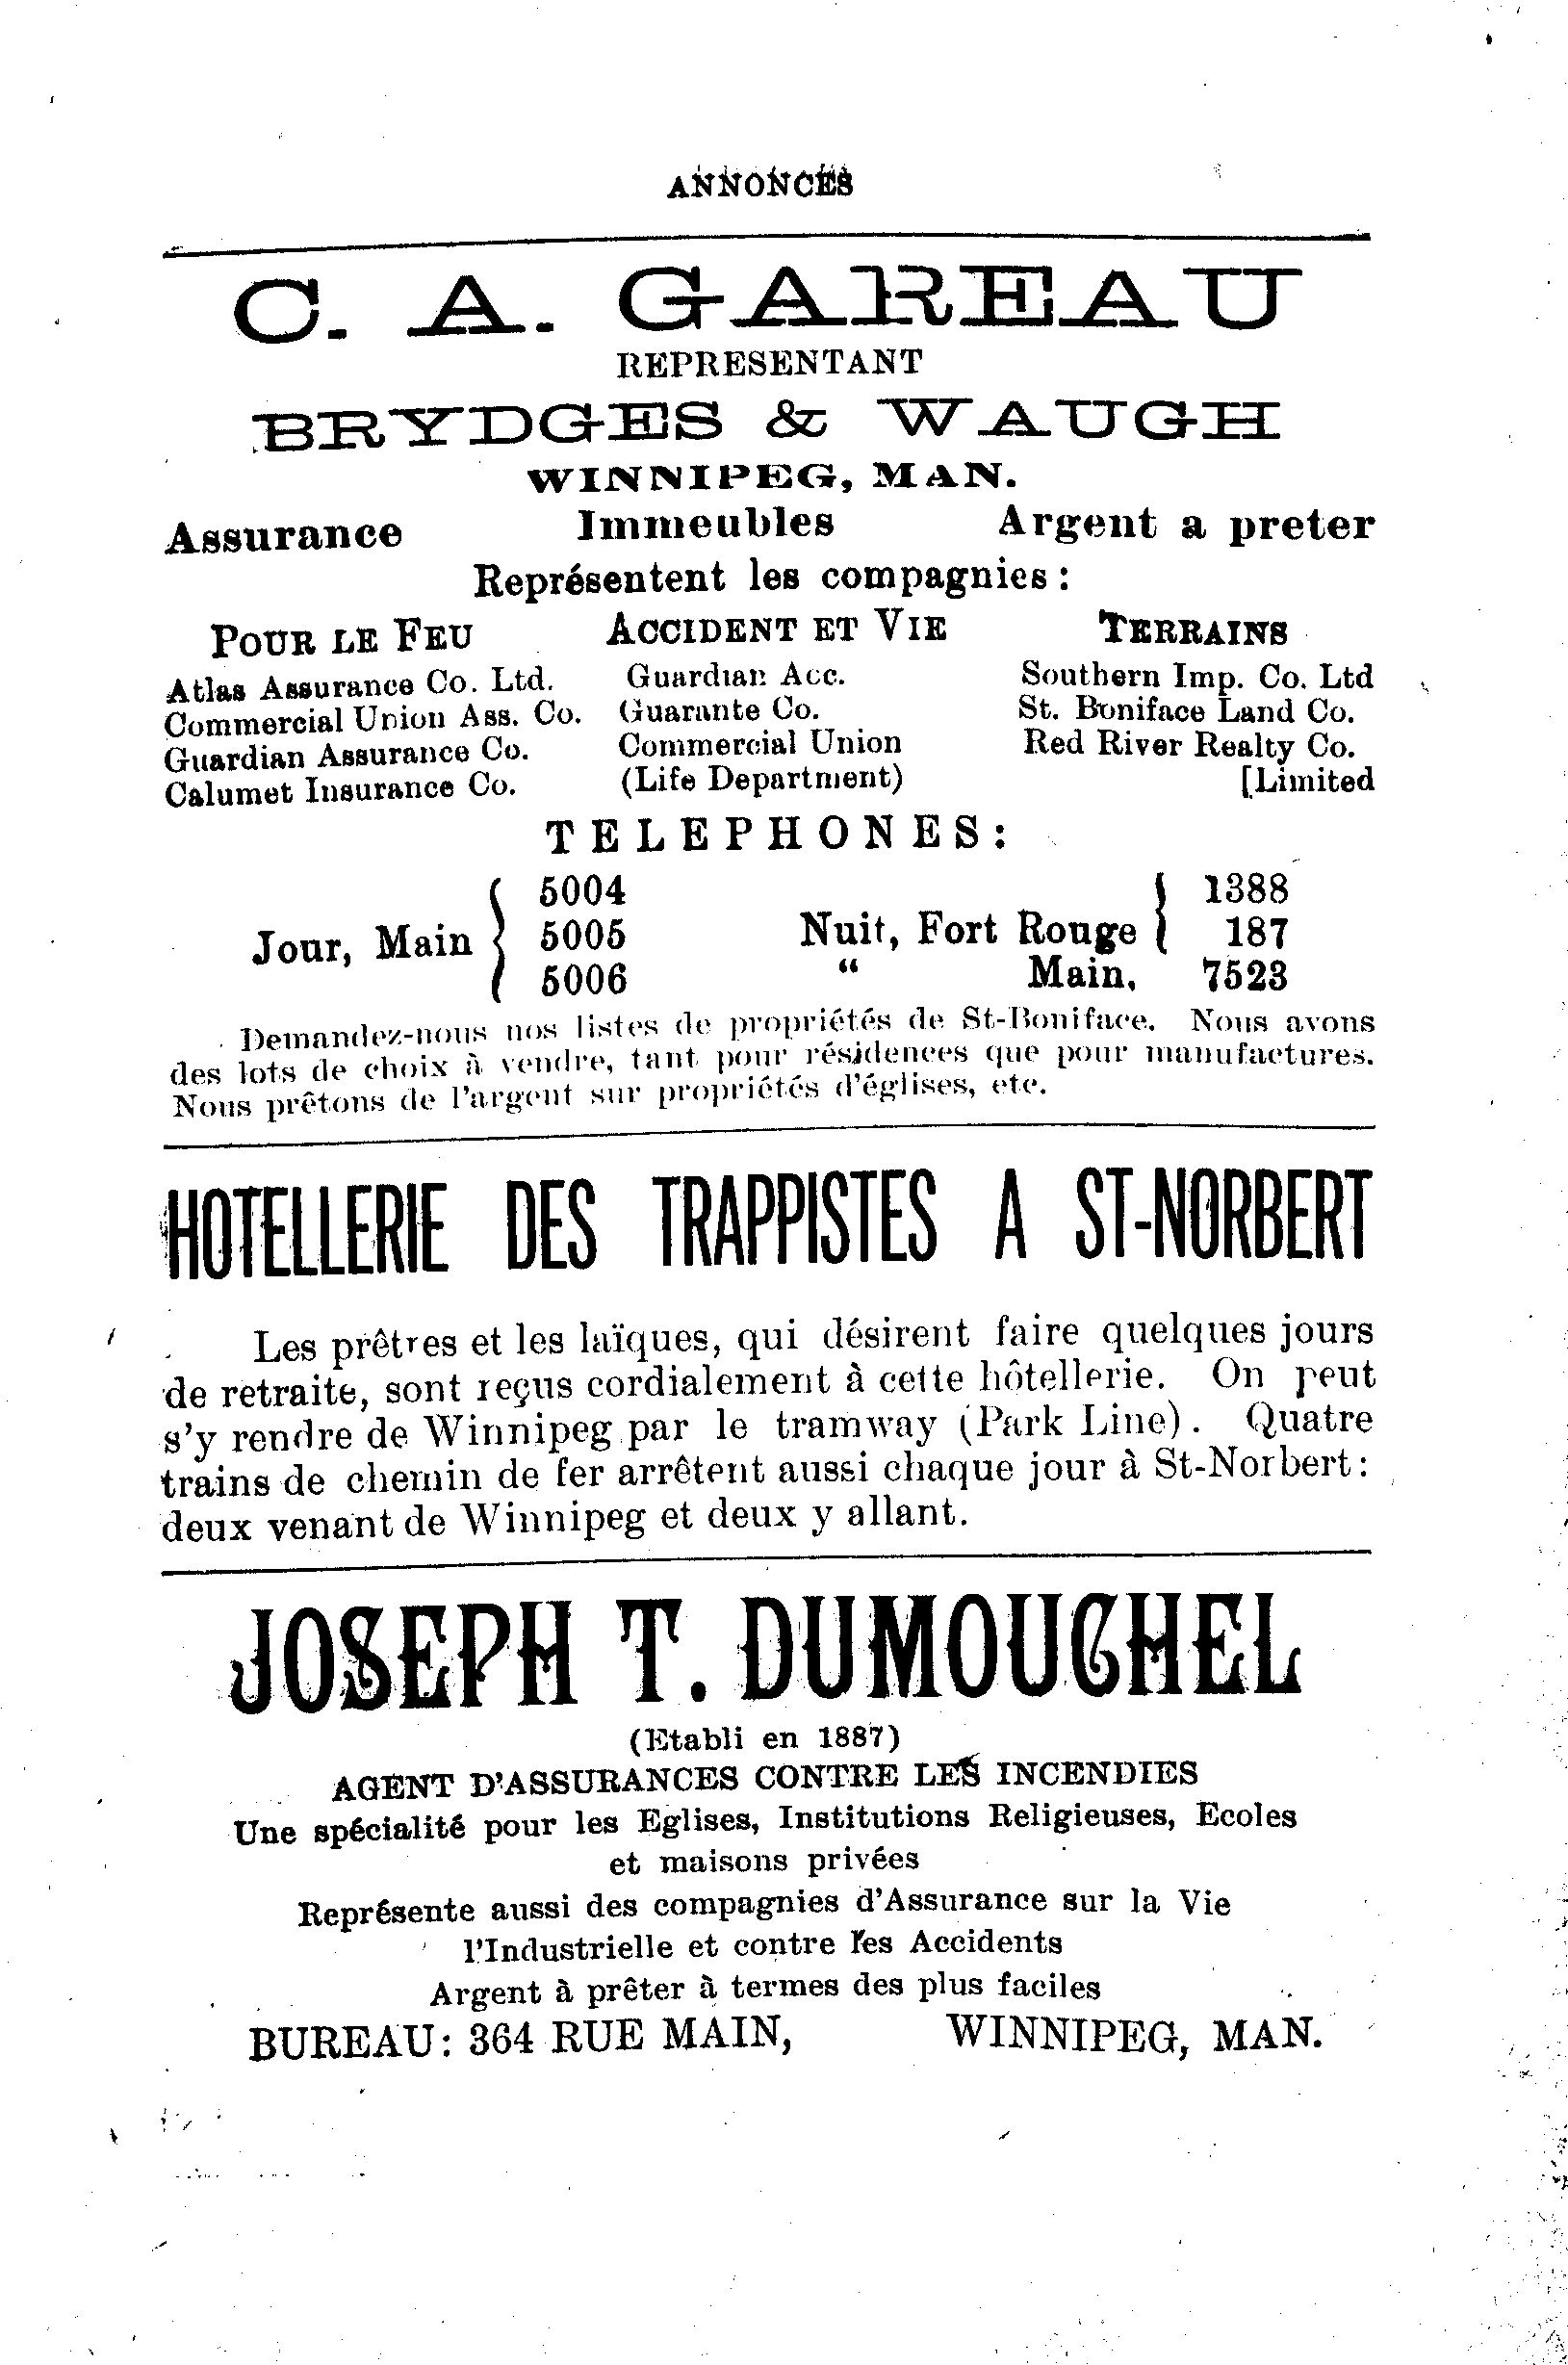 ANNONCES
C. A. GAREAU
REPRESENTANT
BRYDGES & WAUGH
WINNIPEG, MAN.
Assurance Immeubles Argent a preter
Représentent les compagnies :
POUR LE FEU ACCIDENT ET VIE TERRAINS
Atlas Assurance Co. Ltd. Guardian Acc. Southern Imp. Co. Ltd
Commercial Union Ass. Co. Guarante Co. St. Boniface Land Co.
Guardian Assurance Co. Commercial Union Red River Realty Co.
Calumet Insurance Co. (Life Department) [Limited
TELEPHONES:
5004 1388
Jour, Main 5005 Nuit, Fort Rouge 187
5006 “ Main, 7523
Demandez-nous nos listes de propriétés de St-Boniface. Nous avons
des lots de choix à vendre, tant pour résidences que pour manufactures.
Nous prêtons de l'argent sur propriétés d'églises, etc.
HOTELLERIE DES TRAPPISTES A ST-NORBERT
Les prêtres et les laïques, qui désirent faire quelques jours
de retraite, sont reçus cordialement à cette hôtellerie. On peut
s'y rendre de Winnipeg par le tramway (Park Line). Quatre
trains de chemin de fer arrêtent aussi chaque jour à St-Norbert:
deux venant de Winnipeg et deux y allant.
JOSEPH T. DUMOUCHEL
(Etabli en 1887)
AGENT D'ASSURANCES CONTRE LES INCENDIES
Une spécialité pour les Eglises, Institutions Religieuses, Ecoles
et maisons privées
Représente aussi des compagnies d'Assurance sur la Vie
l'Industrielle et contre les Accidents
Argent à prêter à termes des plus faciles
BUREAU: 364 RUE MAIN, WINNIPEG, MAN.